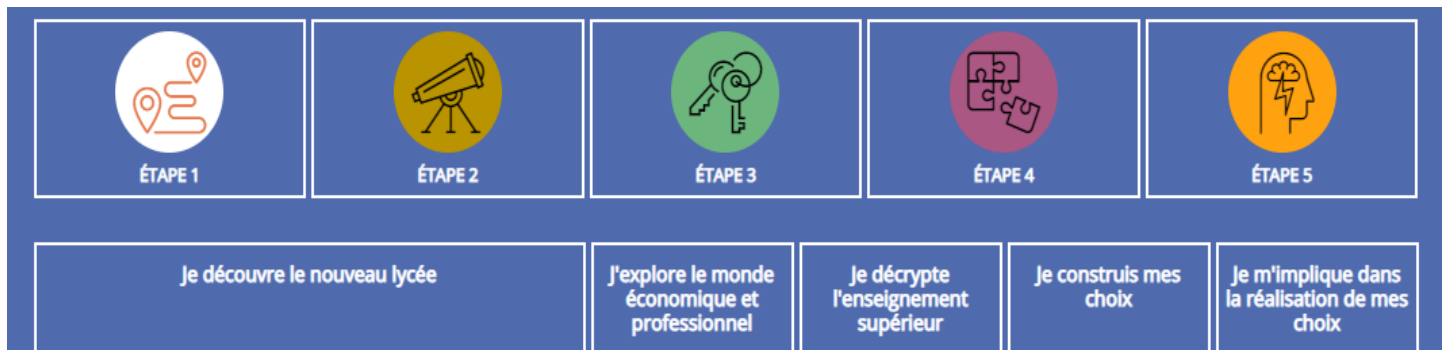 ÉTAPE 1
ÉTAPE 2
ÉTAPE 3
ÉTAPE 4
ÉTAPE 5
Je découvre le nouveau lycée
J'explore le monde
économique et
professionnel
Je décrypte
l'enseignement
supérieur
Je construis mes
choix
Je m'implique dans
la réalisation de mes
choix